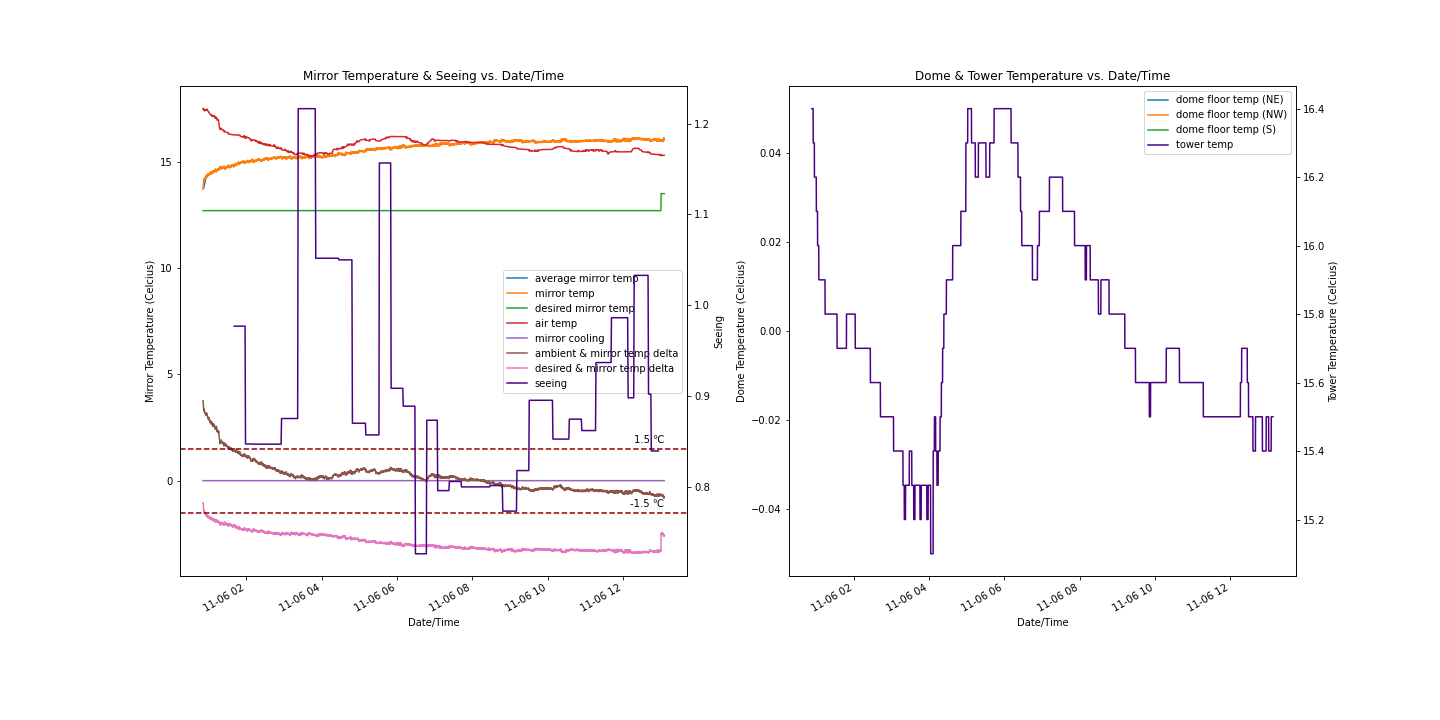 Mirror Temperature & Seeing vs. Date/Time
Mirror Temperature (Celcius)
15
10
5
0
1.2
1.1
1.0
0.9
0.8
Seeing
average mirror temp
mirror temp
desired mirror temp
air temp
mirror cooling
ambient & mirror temp delta
desired & mirror temp delta
seeing
1.5 °C
-1.5 °C
11-06 02
11-06 04
11-06 06
11-06 08
11-06 10
11-06 12
Date/Time
Dome & Tower Temperature vs. Date/Time
Dome Temperature (Celcius)
0.04
0.02
0.00
−0.02
−0.04
dome floor temp (NE)
dome floor temp (NW)
dome floor temp (S)
tower temp
16.4
16.2
16.0
15.8
15.6
15.4
15.2
Tower Temperature (Celcius)
11-06 02
11-06 04
11-06 06
11-06 08
11-06 10
11-06 12
Date/Time